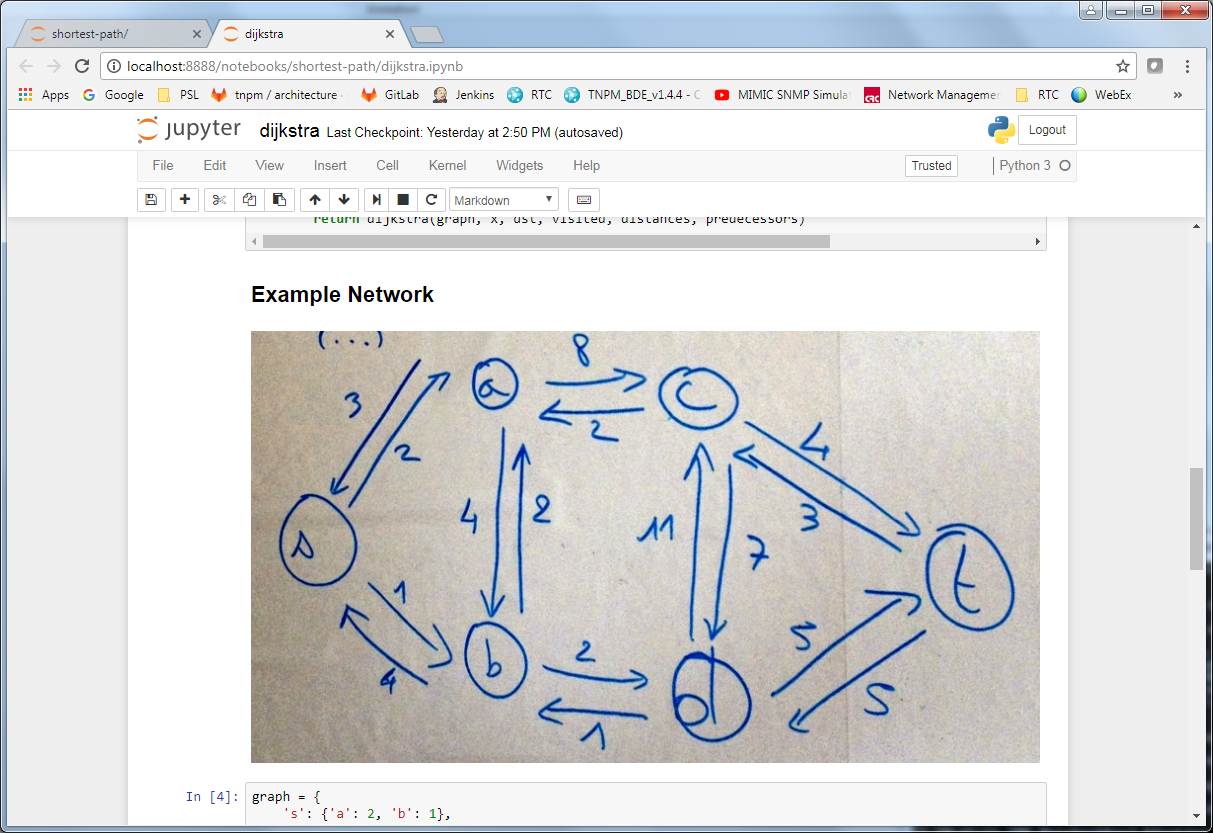 shortest-path/
dijkstra
localhost:8888/notebooks/shortest-path/dijkstra.ipynb
Apps Google PSL tnpm / architecture GitLab Jenkins RTC TNPM_BDE_v1.4.4 - MIMIC SNMP Simulat Network Managemer RTC WebEx »
jupyter dijkstra Last Checkpoint: Yesterday at 2:50 PM (autosaved) Logout
File Edit View Insert Cell Kernel Widgets Help Trusted Python 3
Markdown
return dijkstra(graph, x, dst, visited, distances, predecessors)
Example Network
(...)
8
a c
3
2
2 4
4 2 11 3
s 7 t
1
5
b 2 d
4
1 5
In [4]: graph = {
's': {'a': 2, 'b': 1},